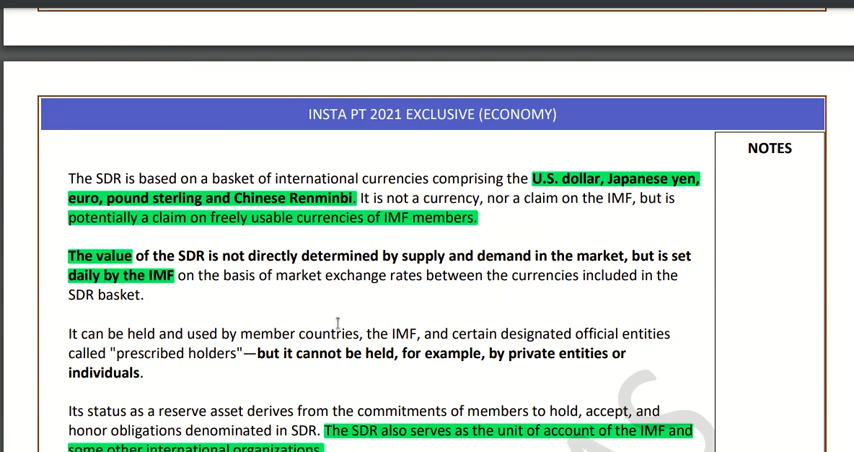 INSTA PT 2021 EXCLUSIVE (ECONOMY)
NOTES
The SDR is based on a basket of international currencies comprising the U.S. dollar, Japanese yen,
euro, pound sterling and Chinese Renminbi. It is not a currency, nor a claim on the IMF, but is
potentially a claim on freely usable currencies of IMF members.
The value of the SDR is not directly determined by supply and demand in the market, but is set
daily by the IMF on the basis of market exchange rates between the currencies included in the
SDR basket.
It can be held and used by member countries, the IMF, and certain designated official entities
called "prescribed holders"—but it cannot be held, for example, by private entities or
individuals.
Its status as a reserve asset derives from the commitments of members to hold, accept, and
honor obligations denominated in SDR. The SDR also serves as the unit of account of the IMF and
some other international organizations.